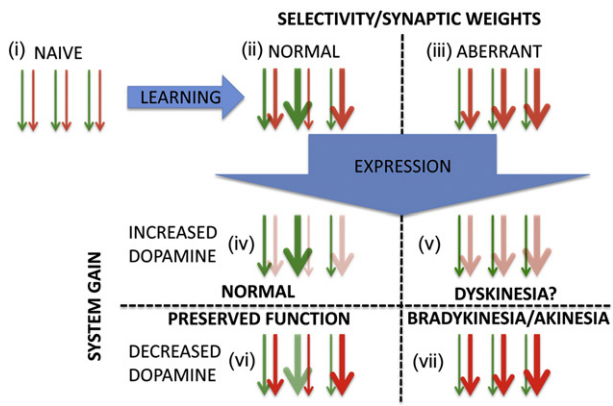 SELECTIVITY/SYNAPTIC WEIGHTS
(i) NAIVE
(ii) NORMAL
(iii) ABERRANT
LEARNING
EXPRESSION
INCREASED
DOPAMINE
(iv)
(v)
NORMAL
DYSKINESIA?
SYSTEM GAIN
PRESERVED FUNCTION
BRADYKINESIA/AKINESIA
DECREASED
DOPAMINE
(vi)
(vii)